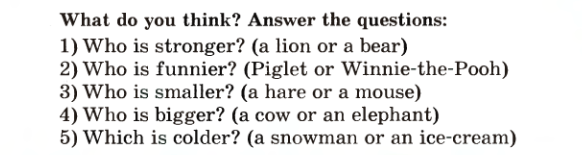 What do you think? Answer the questions:
1) Who is stronger? (a lion or a bear)
2) Who is funnier? (Piglet or Winnie-the-Pooh)
3) Who is smaller? (a hare or a mouse)
4) Who is bigger? (a cow or an elephant)
5) Which is colder? (a snowman or an ice-cream)